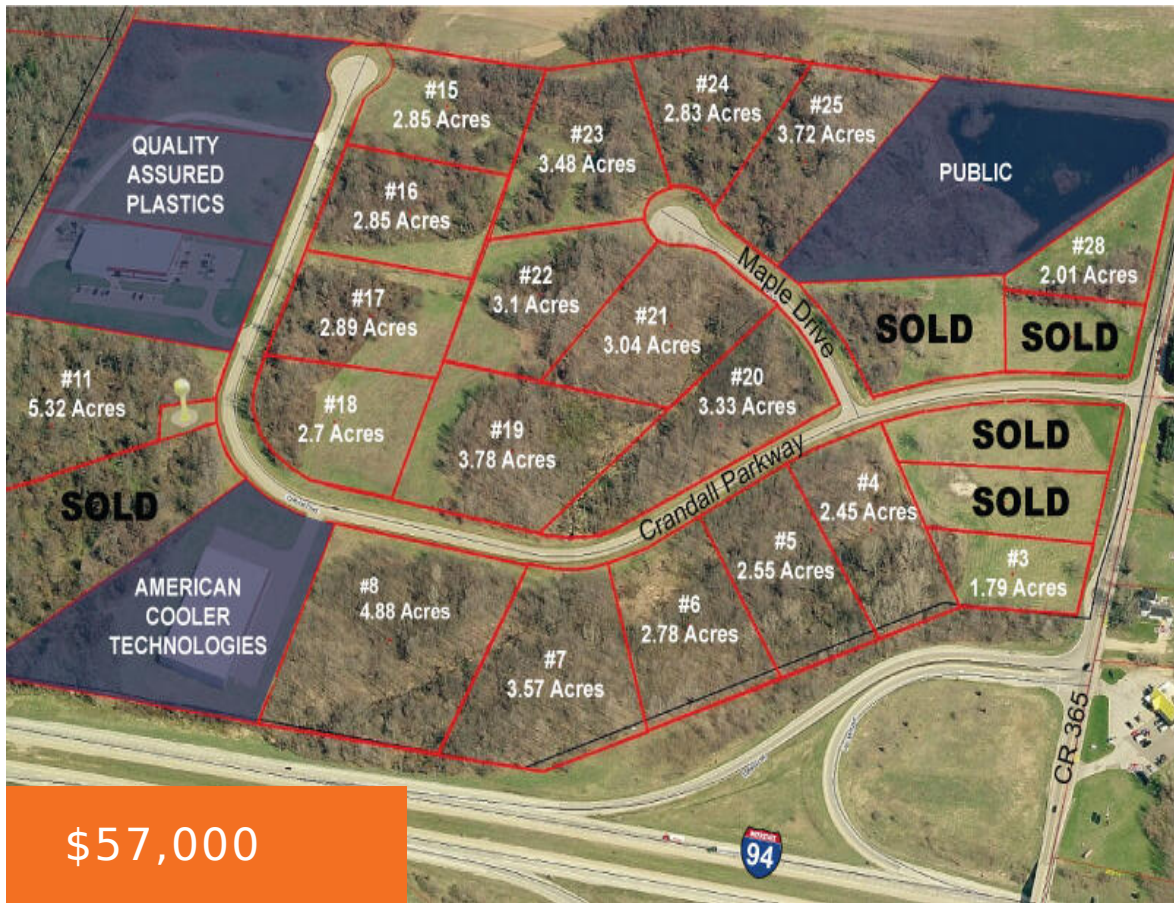 #15
2.85 Acres
#24
2.83 Acres
#25
3.72 Acres
#23
3.48 Acres
QUALITY
ASSURED
PLASTICS
PUBLIC
#16
2.85 Acres
#28
2.01 Acres
#22
3.1 Acres
Maple Drive
#17
2.89 Acres
#21
3.04 Acres
SOLD
SOLD
#11
5.32 Acres
#20
3.33 Acres
#18
2.7 Acres
#19
3.78 Acres
SOLD
Crandall Parkway
#4
2.45 Acres
SOLD
SOLD
#5
2.55 Acres
#3
1.79 Acres
AMERICAN
COOLER
TECHNOLOGIES
#8
4.88 Acres
#6
2.78 Acres
#7
3.57 Acres
CR 365
$57,000
INTERSTATE
94